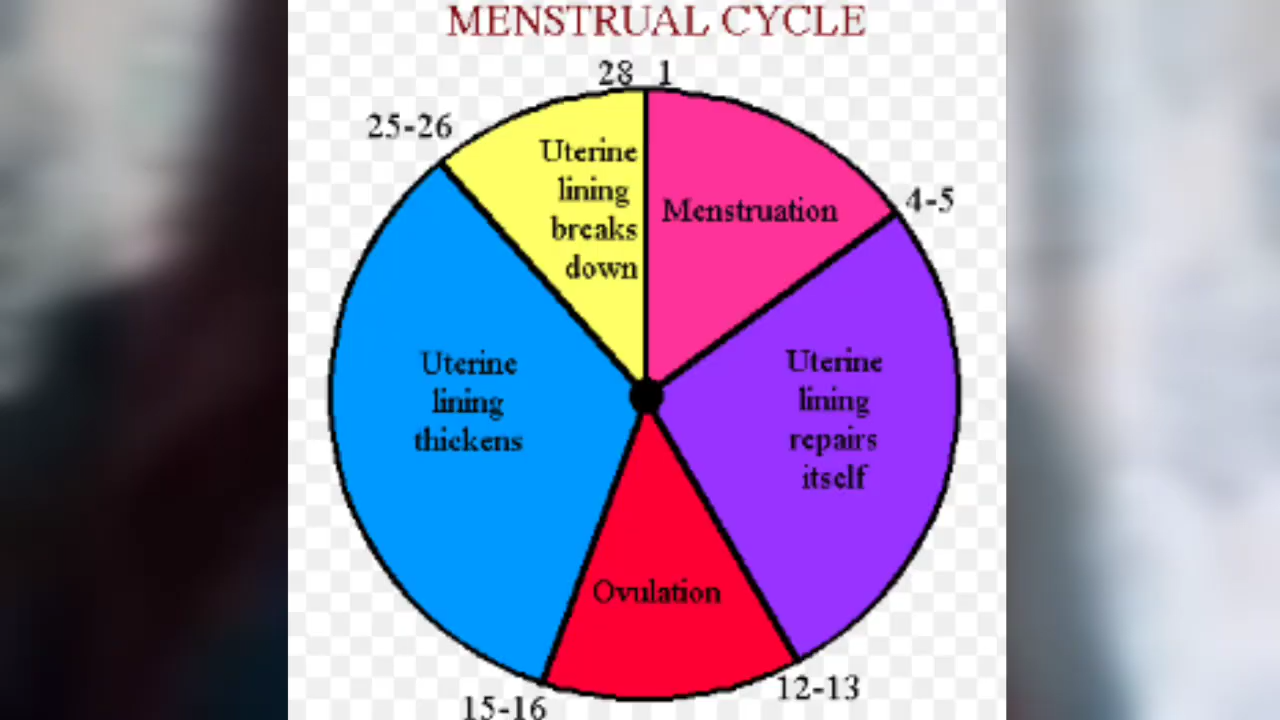 MENSTRUAL CYCLE
28 1
25-26
4-5
Uterine
lining
breaks
down
Menstruation
Uterine
lining
thickens
Uterine
lining
repairs
itself
Ovulation
12-13
15-16